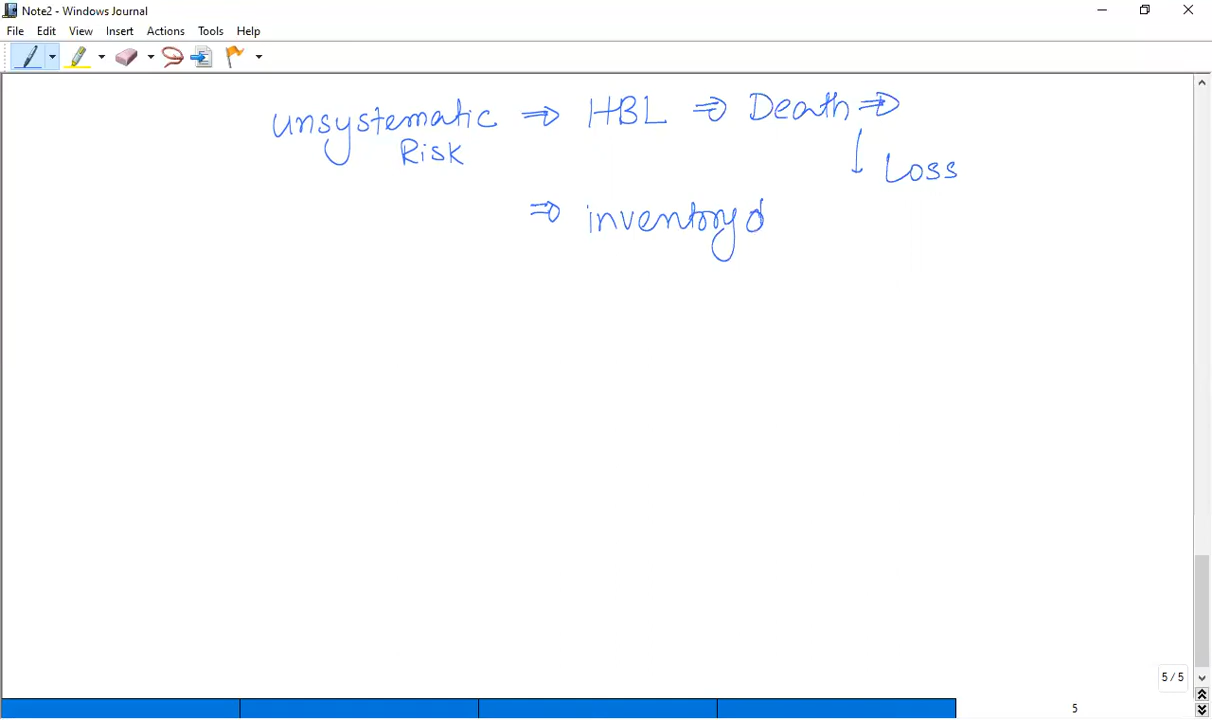 Note2 - Windows Journal
File Edit View Insert Actions Tools Help
unsystematic ⇒ HBL ⇒ Death ⇒
Risk
↓ Loss
⇒ inventory d
5 / 5
5